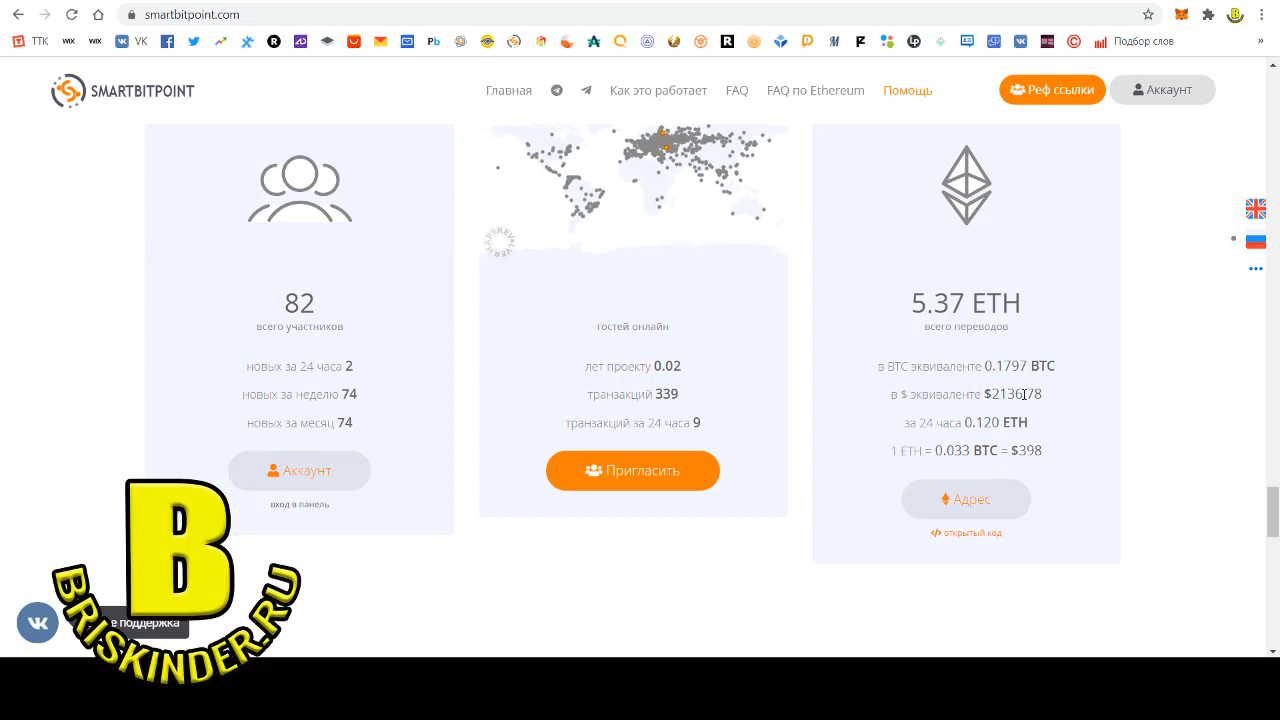 smartbitpoint.com
ТТК
WIX
WIX
VK
Pb
Подбор слов
SMARTBITPOINT
Главная
Как это работает
FAQ
FAQ по Ethereum
Помощь
Реф ссылки
Аккаунт
82
всего участников
новых за 24 часа 2
новых за неделю 74
новых за месяц 74
Аккаунт
вход в панель
гостей онлайн
лет проекту 0.02
транзакций 339
транзакций за 24 часа 9
Пригласить
5.37 ETH
всего переводов
в BTC эквиваленте 0.1797 BTC
в $ эквиваленте $2136.78
за 24 часа 0.120 ETH
1 ETH = 0.033 BTC = $398
Адрес
</> открытый код
е поддержка
B
BRISKINDER.RU